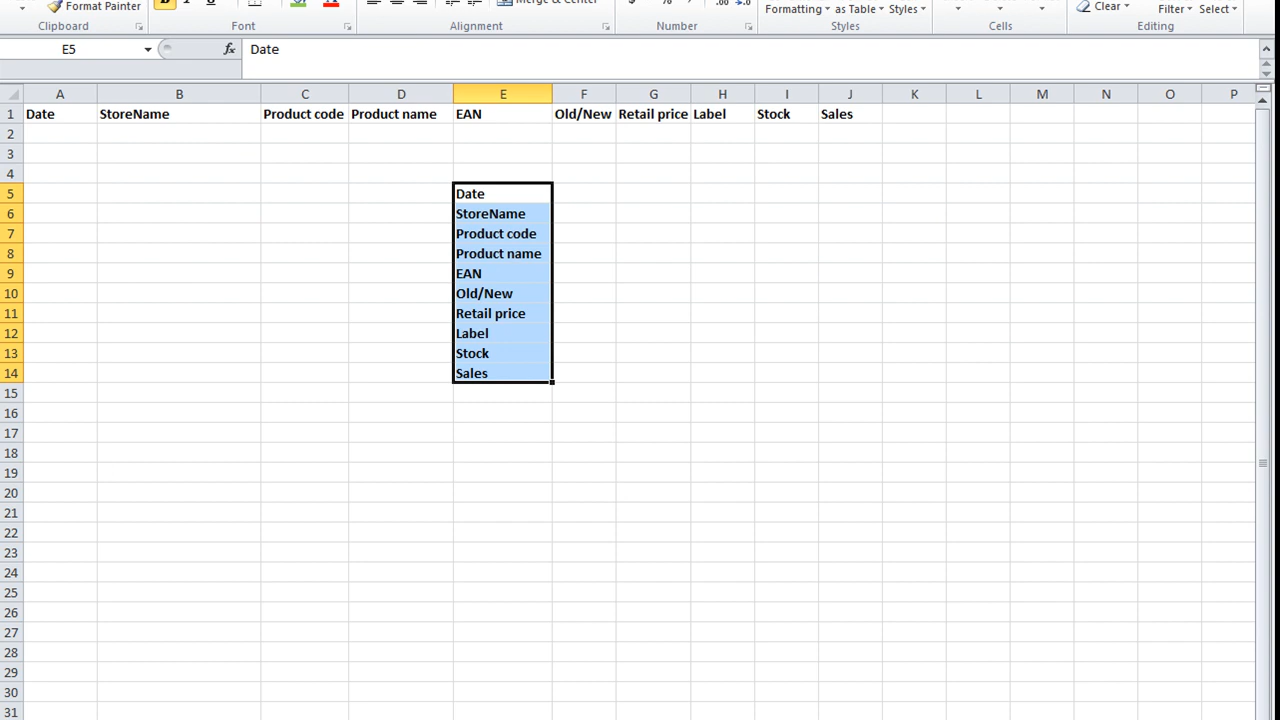 Format Painter
Merge & Center
Formatting as Table Styles
Clear
Filter Select
Clipboard Font Alignment Number Styles Cells Editing
E5 fx Date
A B C D E F G H I J K L M N O P
1 Date StoreName Product code Product name EAN Old/New Retail price Label Stock Sales
2
3
4
5 Date
6 StoreName
7 Product code
8 Product name
9 EAN
10 Old/New
11 Retail price
12 Label
13 Stock
14 Sales
15
16
17
18
19
20
21
22
23
24
25
26
27
28
29
30
31